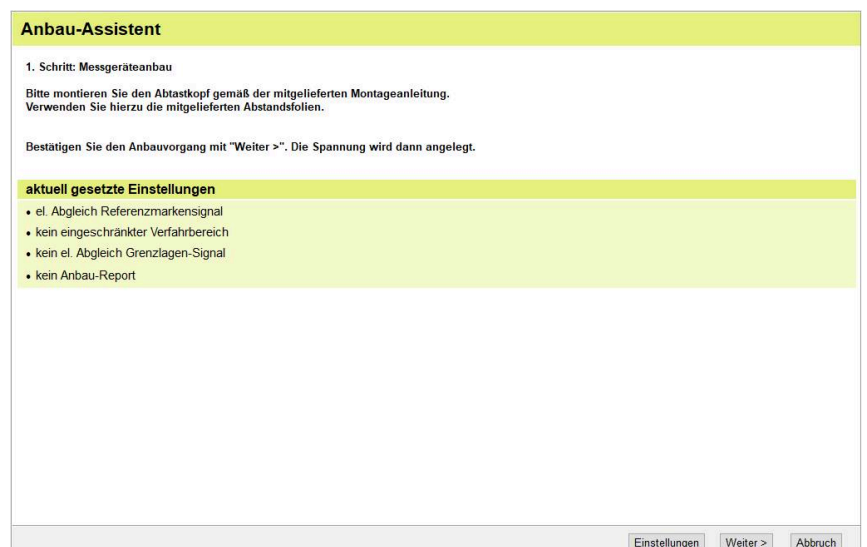 Anbau-Assistent
1. Schritt: Messgeräteanbau
Bitte montieren Sie den Abtastkopf gemäß der mitgelieferten Montageanleitung.
Verwenden Sie hierzu die mitgelieferten Abstandsfolien.
Bestätigen Sie den Anbauvorgang mit "Weiter >". Die Spannung wird dann angelegt.
aktuell gesetzte Einstellungen
• el. Abgleich Referenzmarkensignal
• kein eingeschränkter Verfahrbereich
• kein el. Abgleich Grenzlagen-Signal
• kein Anbau-Report
Einstellungen Weiter > Abbruch